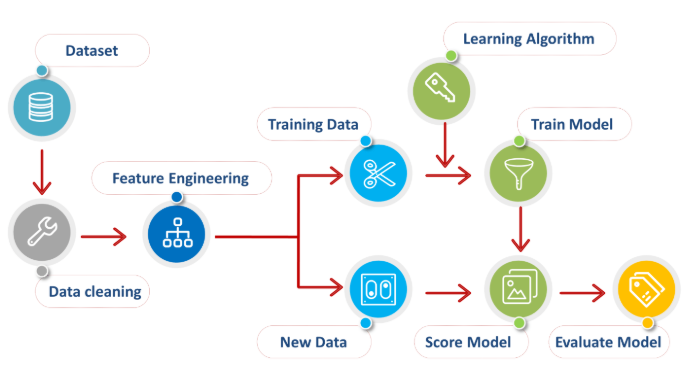 Dataset
Learning Algorithm
Training Data
Train Model
Feature Engineering
Data cleaning
New Data
Score Model
Evaluate Model